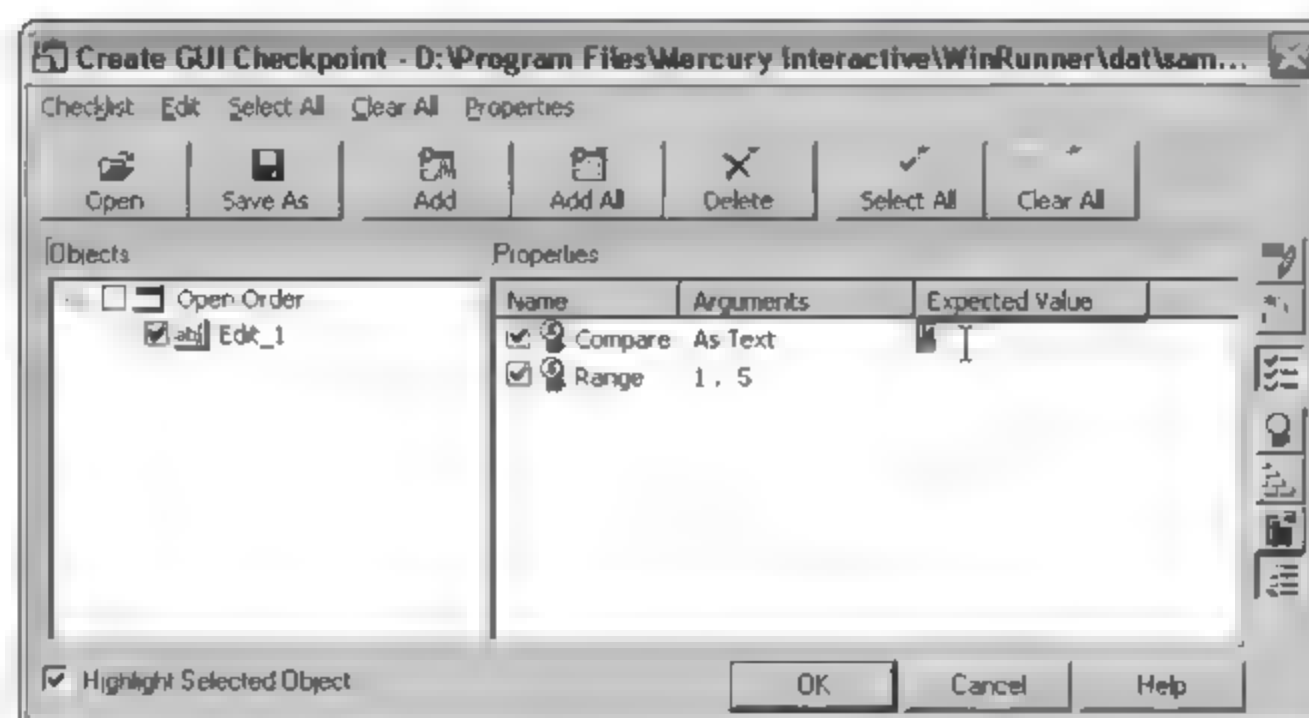 Create GUI Checkpoint - D:\Program Files\Mercury Interactive\WinRunner\dat\sam...
Checklist Edit Select All Clear All Properties
Open Save As Add Add All Delete Select All Clear All
Objects
Properties
Open Order
Edit_1
Name Arguments Expected Value
Compare As Text
Range 1, 5
Highlight Selected Object
OK Cancel Help